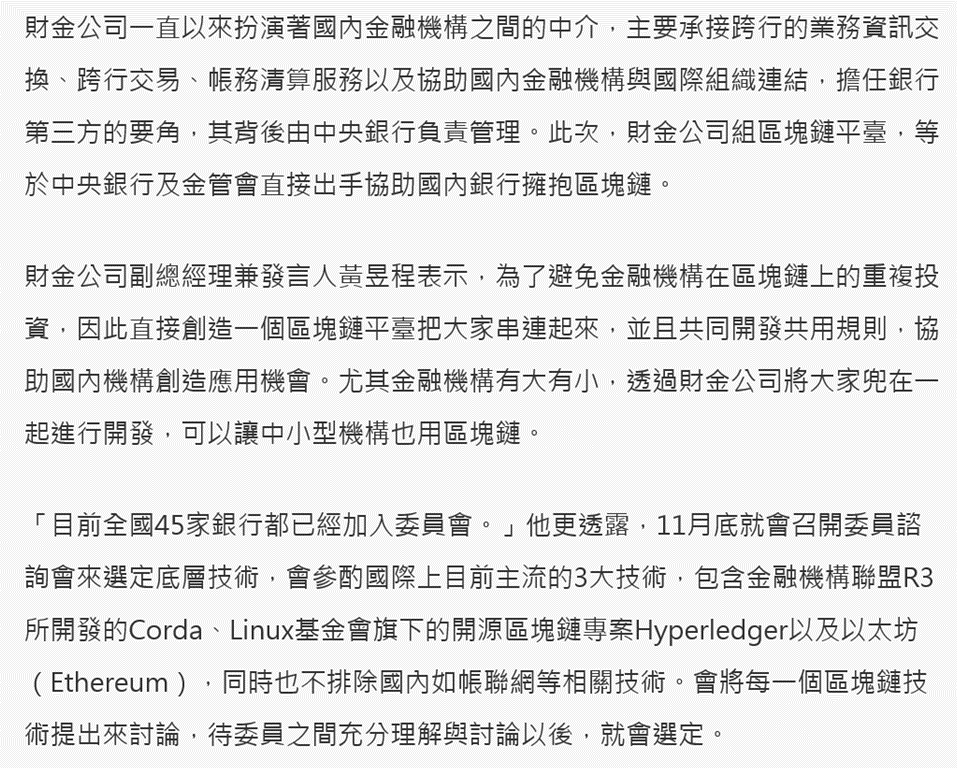 財金公司一直以來扮演著國內金融機構之間的中介，主要承接跨行的業務資訊交
換、跨行交易、帳務清算服務以及協助國內金融機構與國際組織連結，擔任銀行
第三方的要角，其背後由中央銀行負責管理。此次，財金公司組區塊鏈平臺，等
於中央銀行及金管會直接出手協助國內銀行擁抱區塊鏈。
財金公司副總經理兼發言人黃昱程表示，為了避免金融機構在區塊鏈上的重複投
資，因此直接創造一個區塊鏈平臺把大家串連起來，並且共同開發共用規則，協
助國內機構創造應用機會。尤其金融機構有大有小，透過財金公司將大家兜在一
起進行開發，可以讓中小型機構也用區塊鏈。
「目前全國45家銀行都已經加入委員會。」他更透露，11月底就會召開委員諮
詢會來選定底層技術，會參酌國際上目前主流的3大技術，包含金融機構聯盟R3
所開發的Corda、Linux基金會旗下的開源區塊鏈專案Hyperledger以及以太坊
（Ethereum），同時也不排除國內如帳聯網等相關技術。會將每一個區塊鏈技
術提出來討論，待委員之間充分理解與討論以後，就會選定。